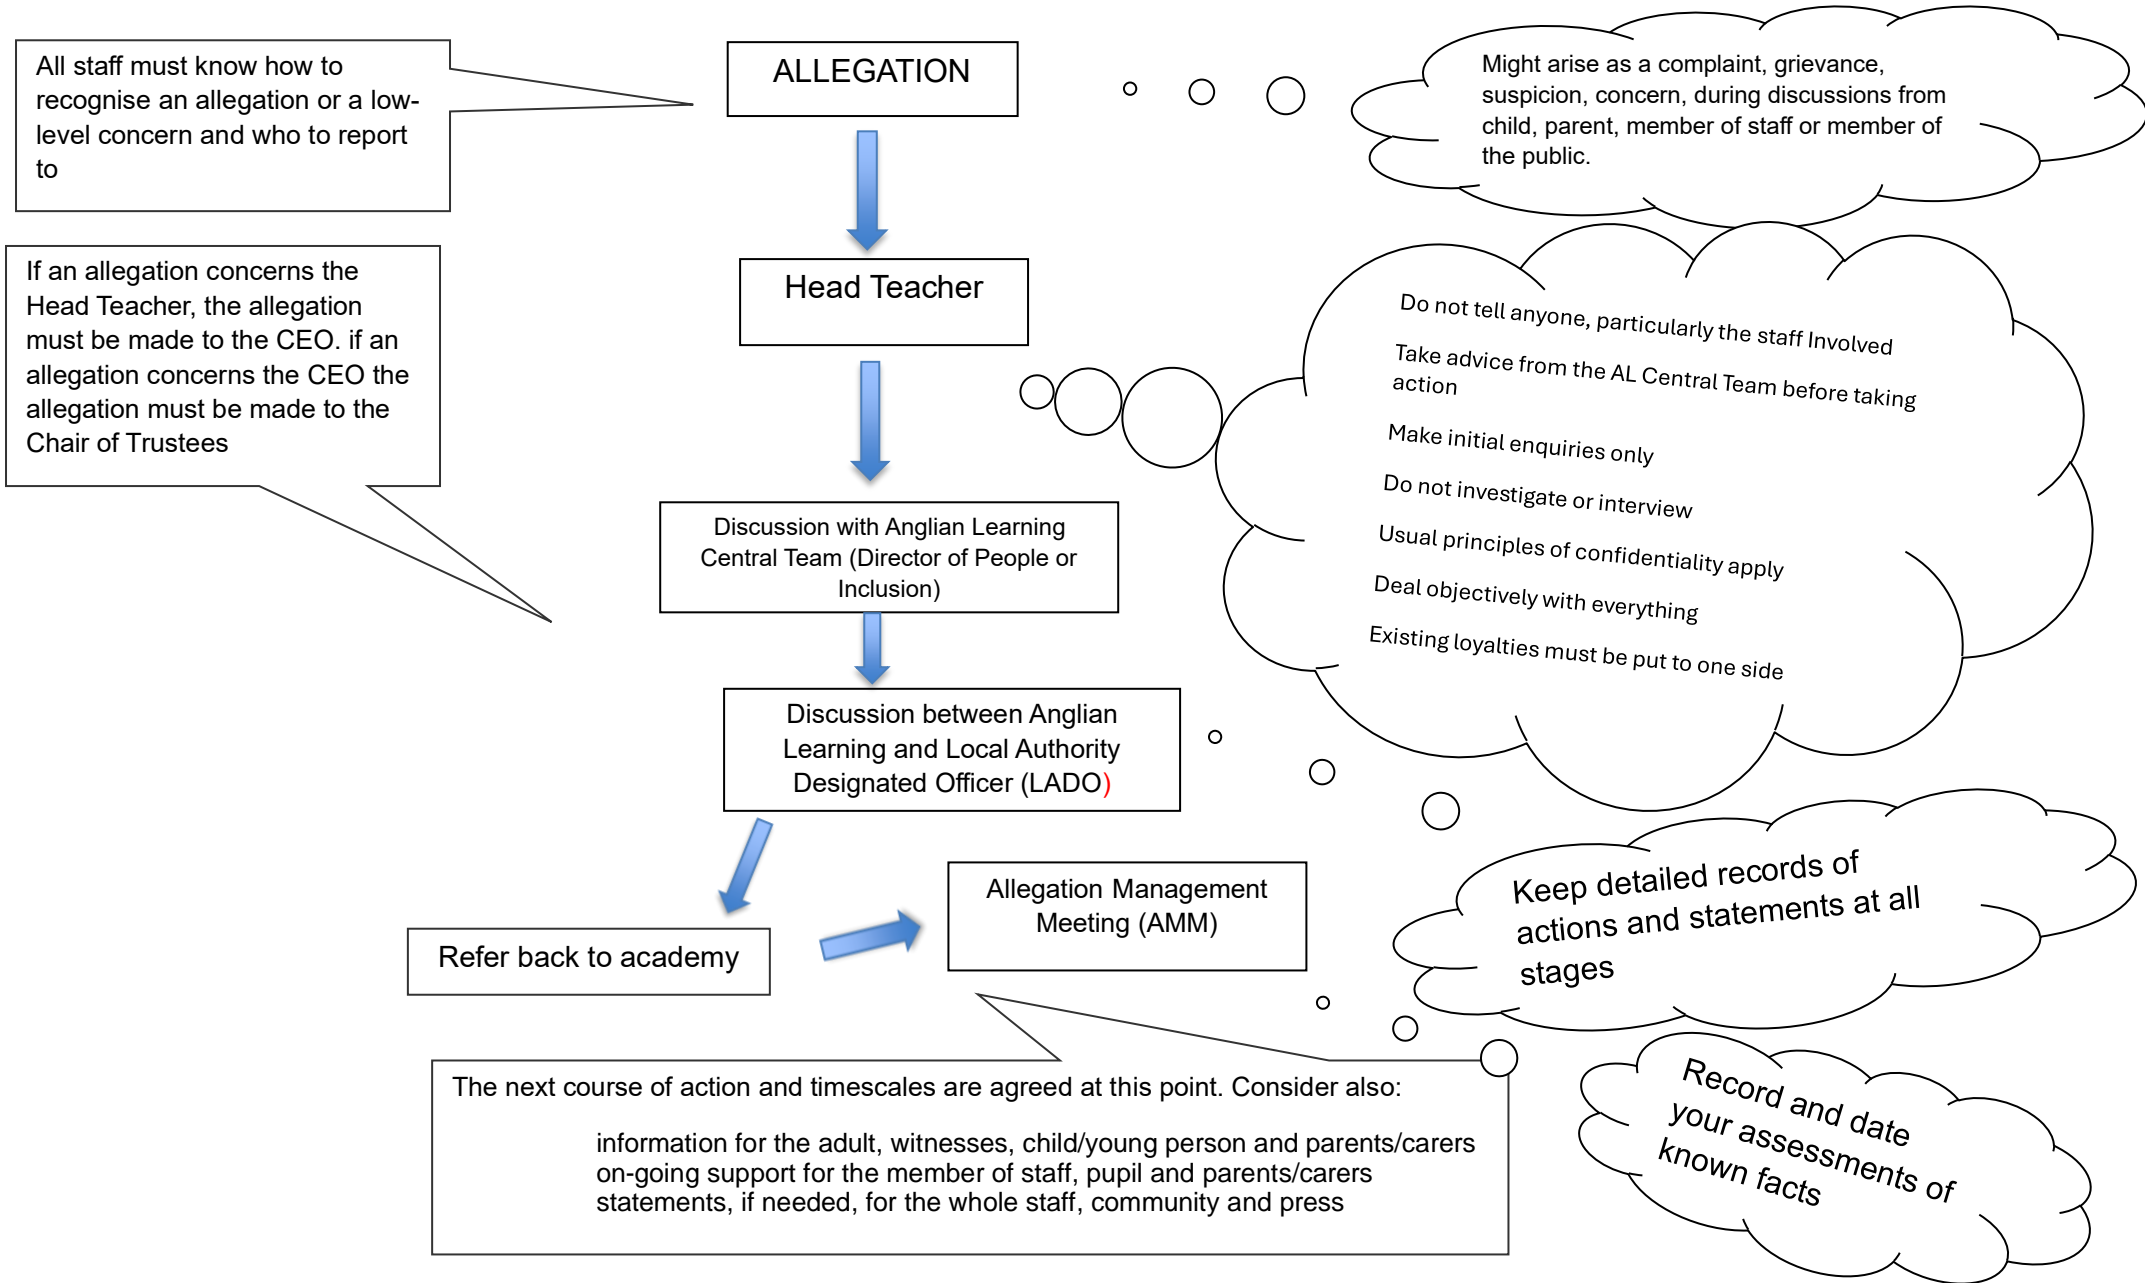 All staff must know how to
recognise an allegation or a low-
level concern and who to report
to
ALLEGATION
Might arise as a complaint, grievance,
suspicion, concern, during discussions from
child, parent, member of staff or member of
the public.
If an allegation concerns the
Head Teacher, the allegation
must be made to the CEO. if an
allegation concerns the CEO the
allegation must be made to the
Chair of Trustees
Head Teacher
Do not tell anyone, particularly the staff Involved
Take advice from the AL Central Team before taking
action
Make initial enquiries only
Do not investigate or interview
Usual principles of confidentiality apply
Deal objectively with everything
Existing loyalties must be put to one side
Discussion with Anglian Learning
Central Team (Director of People or
Inclusion)
Discussion between Anglian
Learning and Local Authority
Designated Officer (LADO)
Keep detailed records of
actions and statements at all
stages
Refer back to academy
Allegation Management
Meeting (AMM)
The next course of action and timescales are agreed at this point. Consider also:
information for the adult, witnesses, child/young person and parents/carers
on-going support for the member of staff, pupil and parents/carers
statements, if needed, for the whole staff, community and press
Record and date
your assessments of
known facts